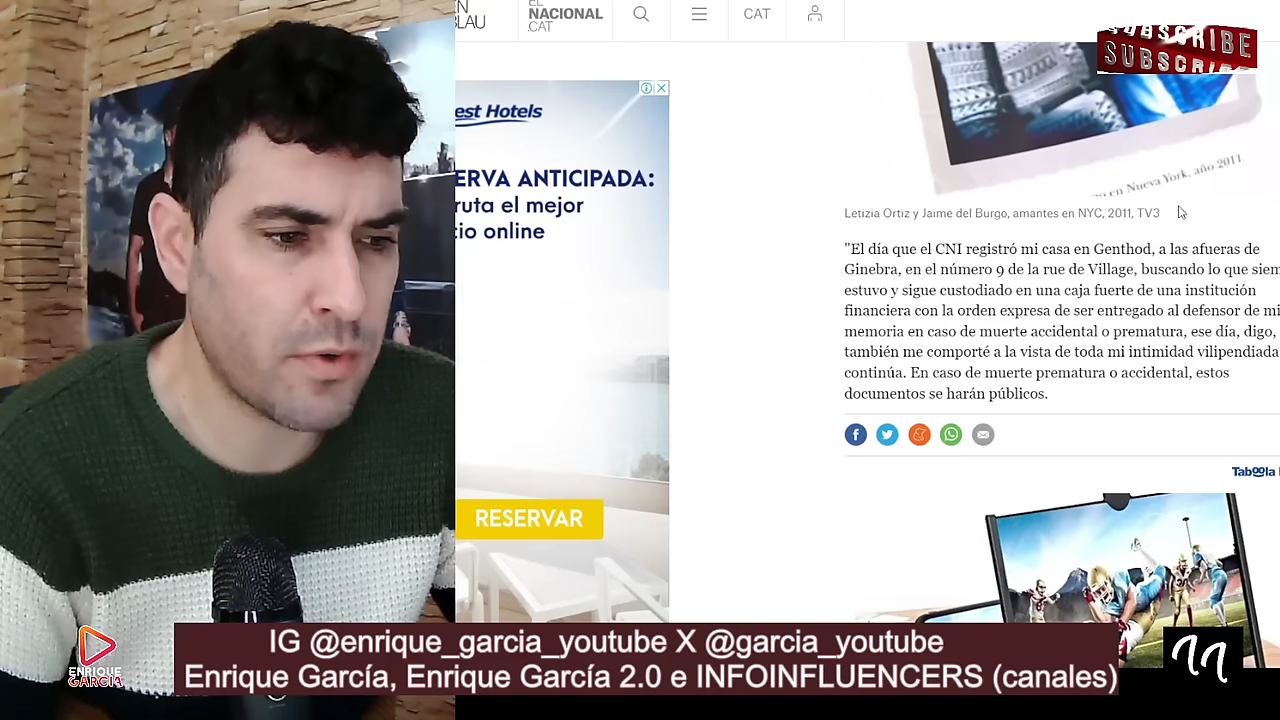 EN
BLAU
EL
NACIONAL
.CAT
CAT
SUBSCRIBE
SUBSCRIBE
est Hotels
ERVA ANTICIPADA:
ruta el mejor
cio online
RESERVAR
o en Nueva York, año 2011.
Letizia Ortiz y Jaime del Burgo, amantes en NYC, 2011, TV3
"El día que el CNI registró mi casa en Genthod, a las afueras de
Ginebra, en el número 9 de la rue de Village, buscando lo que siem
estuvo y sigue custodiado en una caja fuerte de una institución
financiera con la orden expresa de ser entregado al defensor de mi
memoria en caso de muerte accidental o prematura, ese día, digo,
también me comporté a la vista de toda mi intimidad vilipendiada
continúa. En caso de muerte prematura o accidental, estos
documentos se harán públicos.
Taboola
ENRIQUE
GARCÍA
IG @enrique_garcia_youtube X @garcia_youtube
Enrique García, Enrique García 2.0 e INFOINFLUENCERS (canales)